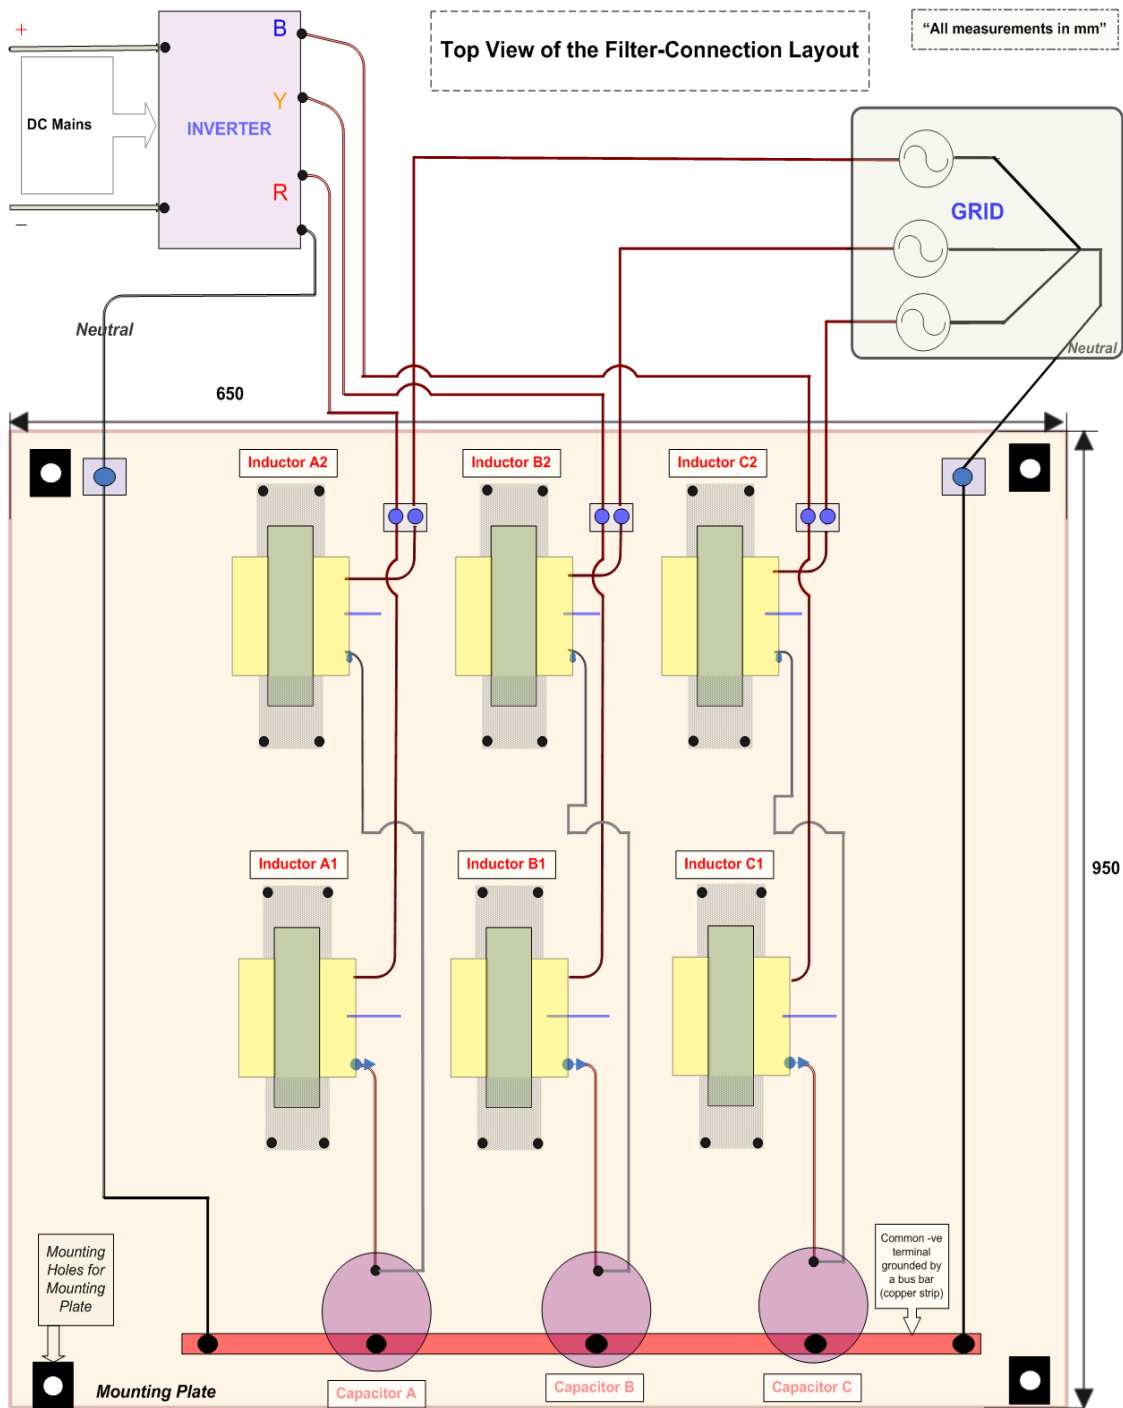 +
B
Top View of the Filter-Connection Layout
“All measurements in mm”
DC Mains
Y
INVERTER
R
GRID
−
Neutral
Neutral
650
Inductor A2
Inductor B2
Inductor C2
Inductor A1
Inductor B1
Inductor C1
950
Mounting
Holes for
Mounting
Plate
Common -ve
terminal
grounded by
a bus bar
(copper strip)
Mounting Plate
Capacitor A
Capacitor B
Capacitor C